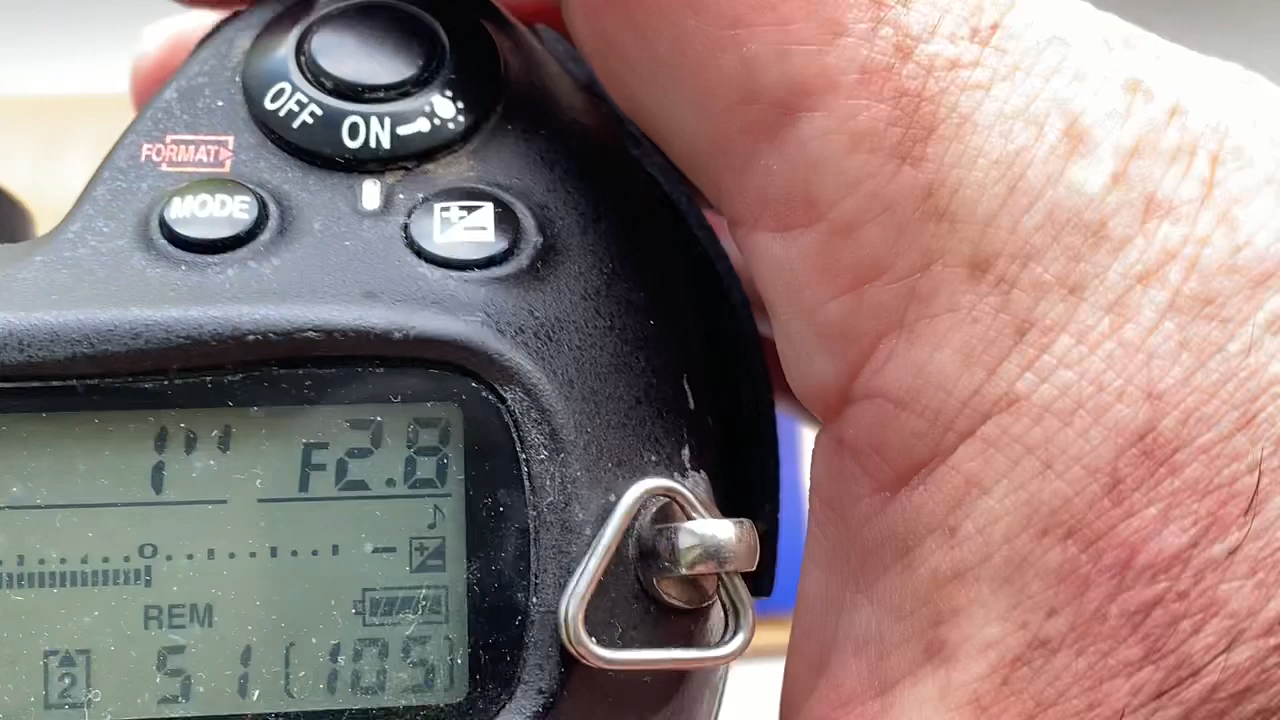 OFF ON
FORMAT
MODE
1" F2.8
REM
2 51 (105)